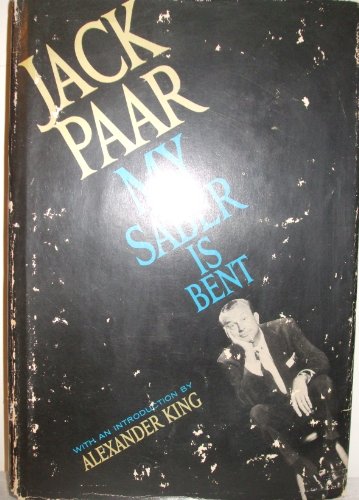 JACK
PAAR
MY
SABER
IS
BENT
WITH AN INTRODUCTION BY
ALEXANDER KING